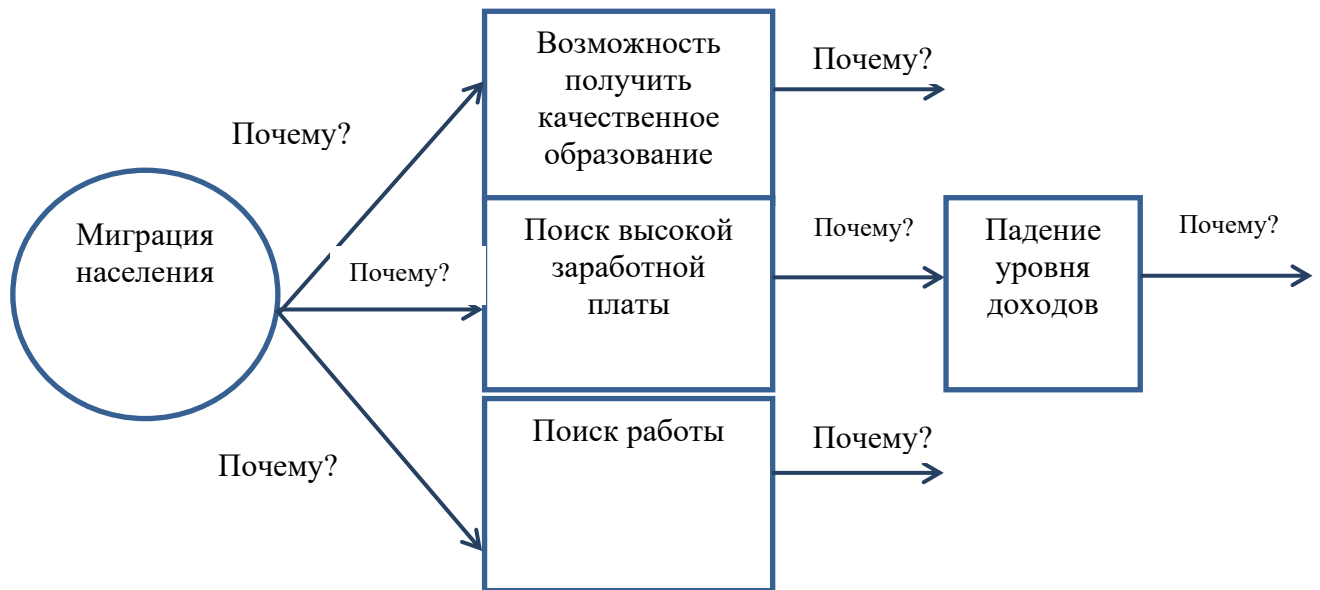 Миграция
населения
Почему?
Почему?
Почему?
Возможность
получить
качественное
образование
Почему?
Поиск высокой
заработной
платы
Почему?
Падение
уровня
доходов
Почему?
Поиск работы
Почему?